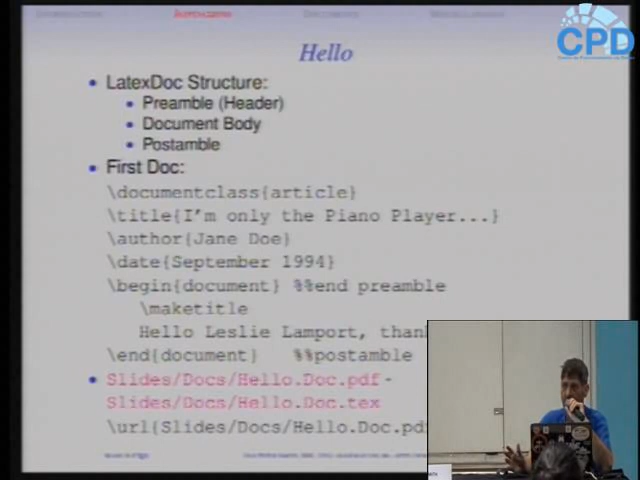 CPD
Hello
LatexDoc Structure:
Preamble (Header)
Document Body
Postamble
First Doc:
\documentclass{article}
\title{I'm only the Piano Player...}
\author{Jane Doe}
\date{September 1994}
\begin{document} %%end preamble
\maketitle
Hello Leslie Lamport, than
\end{document} %%postamble
Slides/Docs/Hello.Doc.pdf -
Slides/Docs/Hello.Doc.tex
\url{Slides/Docs/Hello.Doc.pd